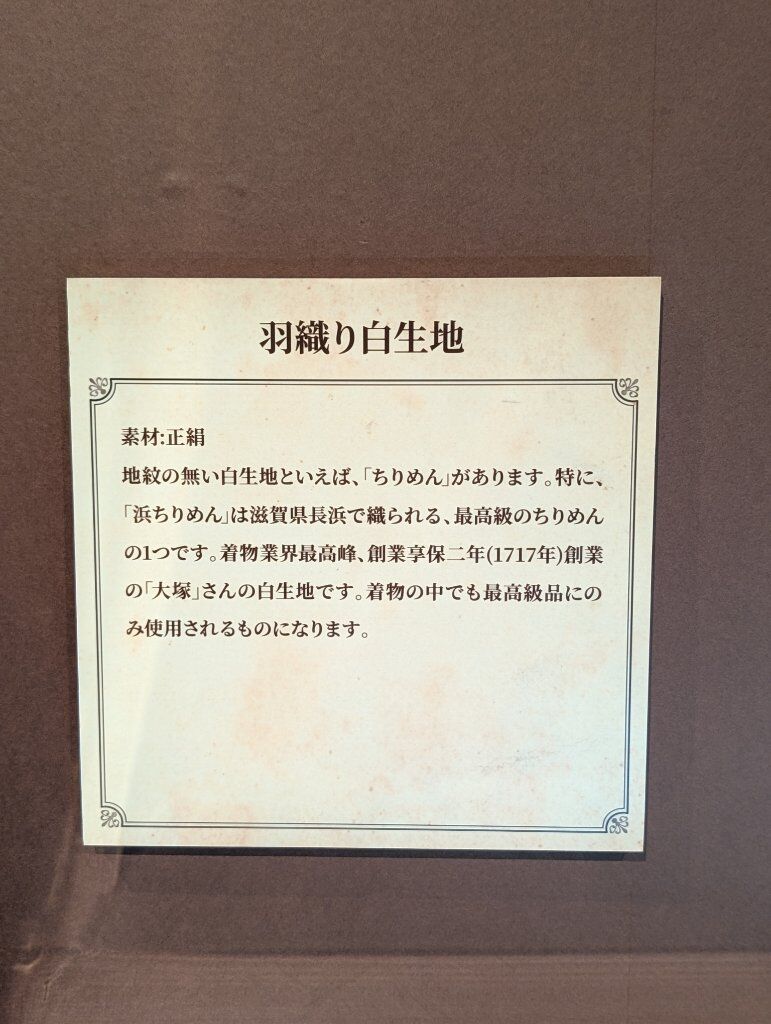 羽織り白生地
素材:正絹
地紋の無い白生地といえば、「ちりめん」があります。特に、
「浜ちりめん」は滋賀県長浜で織られる、最高級のちりめん
の1つです。着物業界最高峰、創業享保二年(1717年)創業
の「大塚」さんの白生地です。着物の中でも最高級品にの
み使用されるものになります。